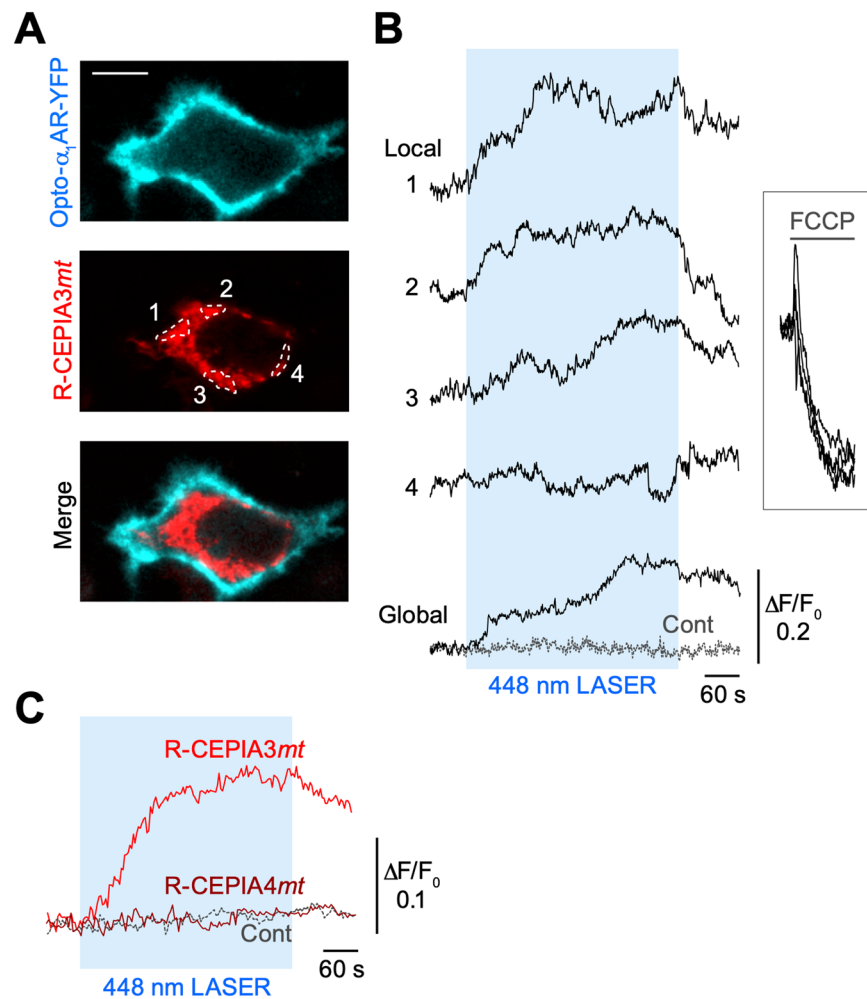 A
Opto-α₁AR-YFP
R-CEPIA3mt
1
2
3
4
Merge
B
Local
1
2
3
4
Global
Cont
448 nm LASER
FCCP
ΔF/F₀
0.2
60 s
C
R-CEPIA3mt
R-CEPIA4mt
Cont
448 nm LASER
ΔF/F₀
0.1
60 s